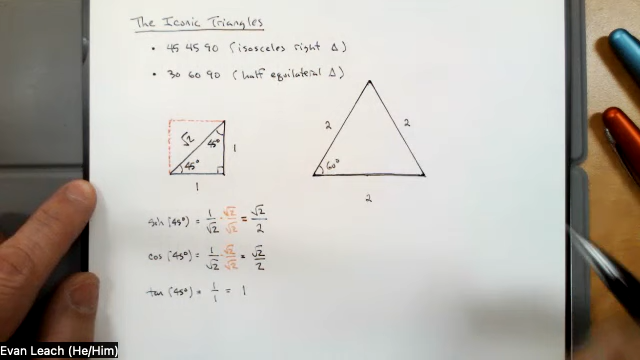 The Iconic Triangles
• 45 45 90 (isosceles right Δ)
• 30 60 90 (half equilateral Δ)
√2
45°
45°
1
1
2
2
60°
2
sin(45°) = 1/√2 · √2/√2 = √2/2
cos(45°) = 1/√2 · √2/√2 = √2/2
tan(45°) = 1/1 = 1
Evan Leach (He/Him)